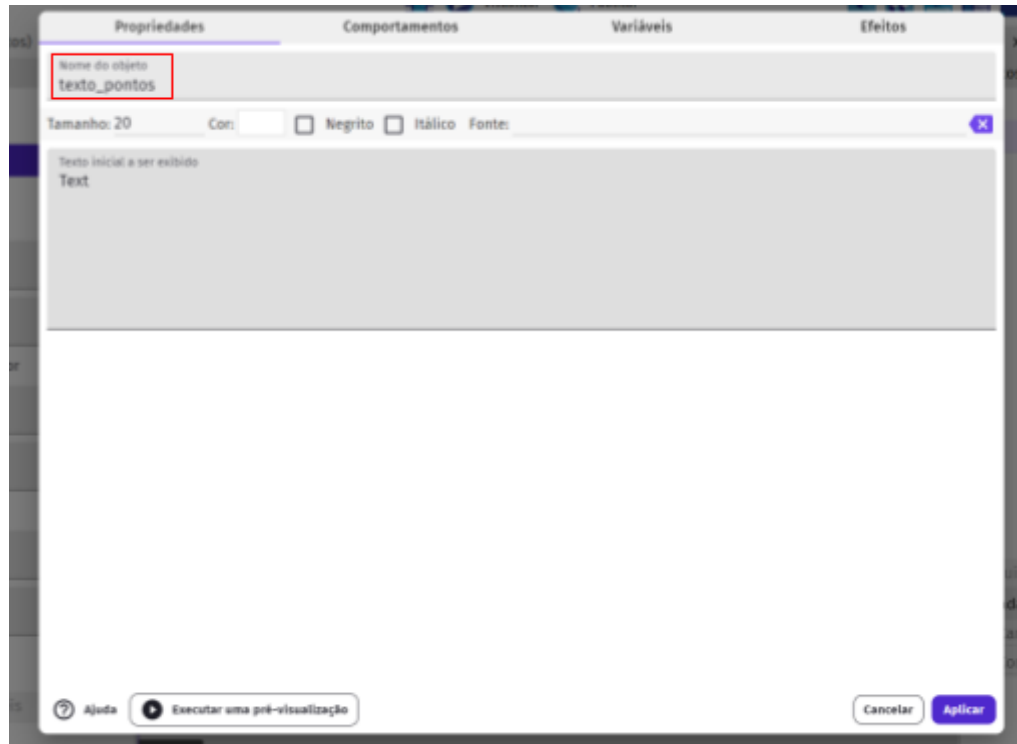 Propriedades Comportamentos Variáveis Efeitos
Nome do objeto
texto_pontos
Tamanho: 20 Cor: Negrito Itálico Fonte:
Texto inicial a ser exibido
Text
Ajuda Executar uma pré-visualização Cancelar Aplicar